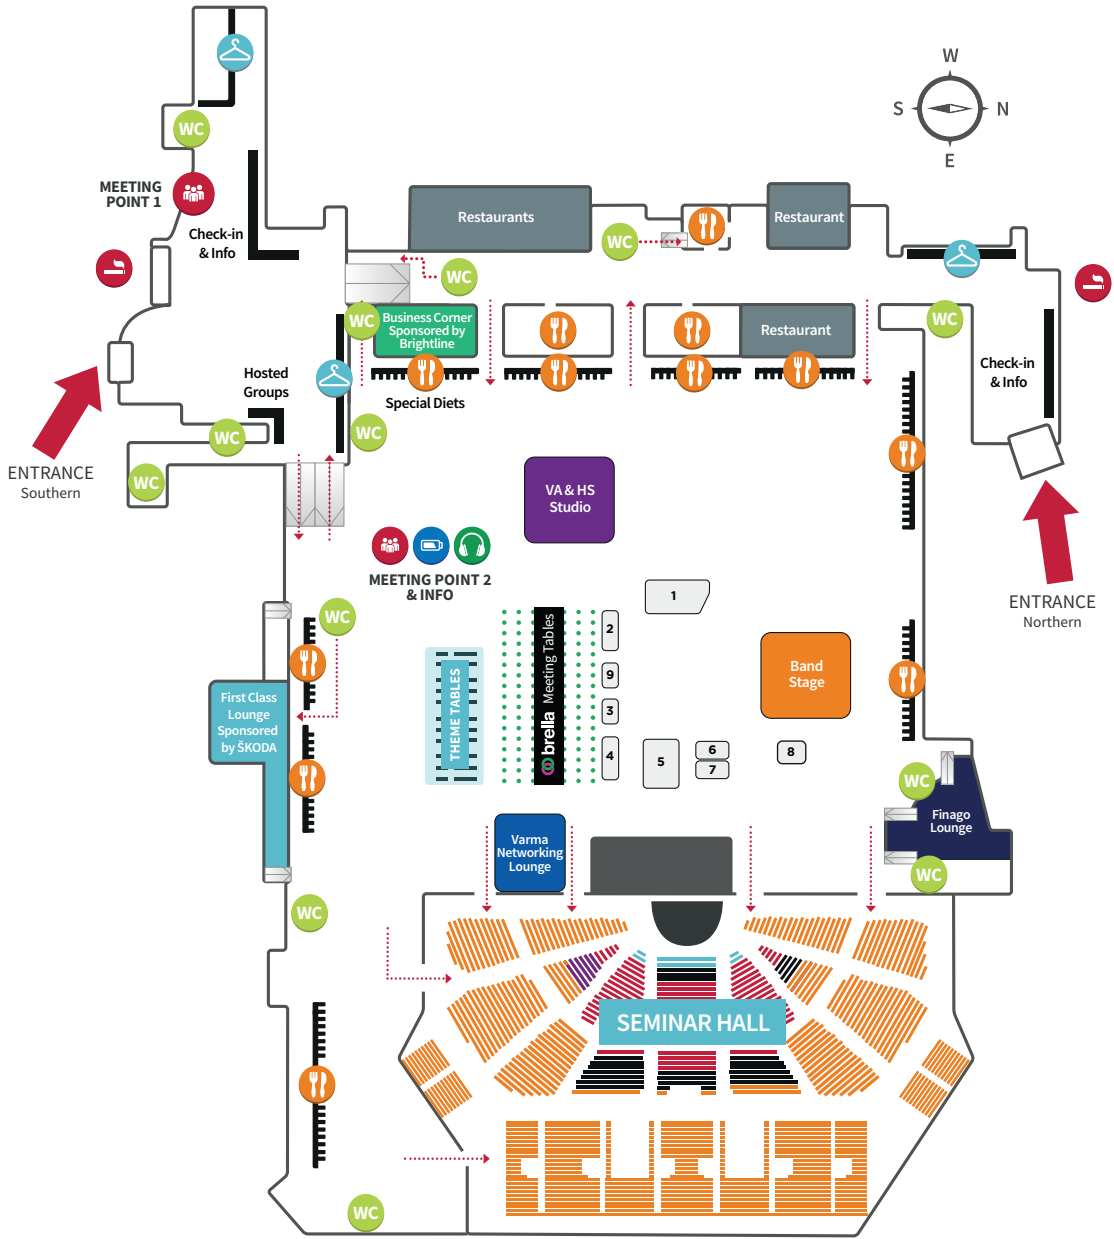 W
S
N
E
WC
MEETING
POINT 1
Check-in
& Info
Restaurants
WC
Restaurant
WC
WC
Business Corner
Sponsored by
Brightline
Restaurant
WC
Check-in
& Info
Hosted
Groups
Special Diets
WC
WC
WC
ENTRANCE
Southern
VA & HS
Studio
MEETING POINT 2
& INFO
ENTRANCE
Northern
WC
1
2
9
3
4
5
6
7
8
brella Meeting Tables
THEME TABLES
Band
Stage
First Class
Lounge
Sponsored
by ŠKODA
WC
Finago
Lounge
WC
Varma
Networking
Lounge
WC
SEMINAR HALL
WC